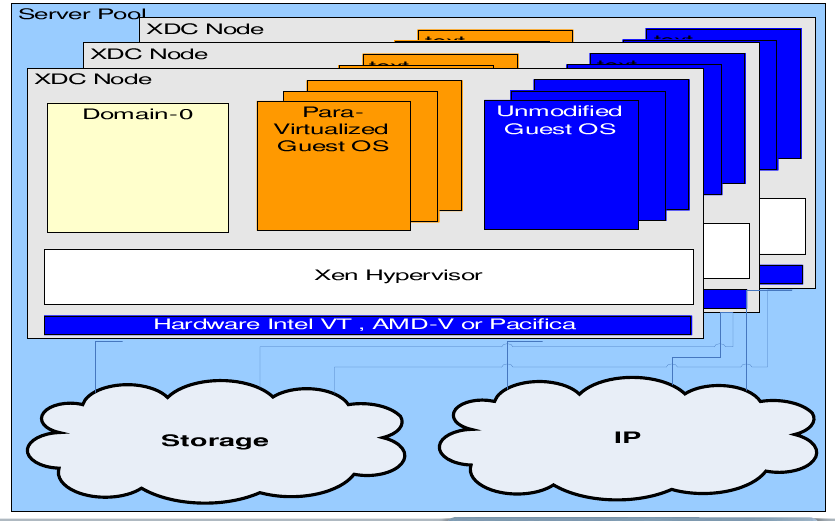 Server Pool
XDC Node
text
text
XDC Node
text
text
XDC Node
Domain-0
Para-
Virtualized
Guest OS
Unmodified
Guest OS
Xen Hypervisor
Hardware Intel VT , AMD-V or Pacifica
Storage
IP